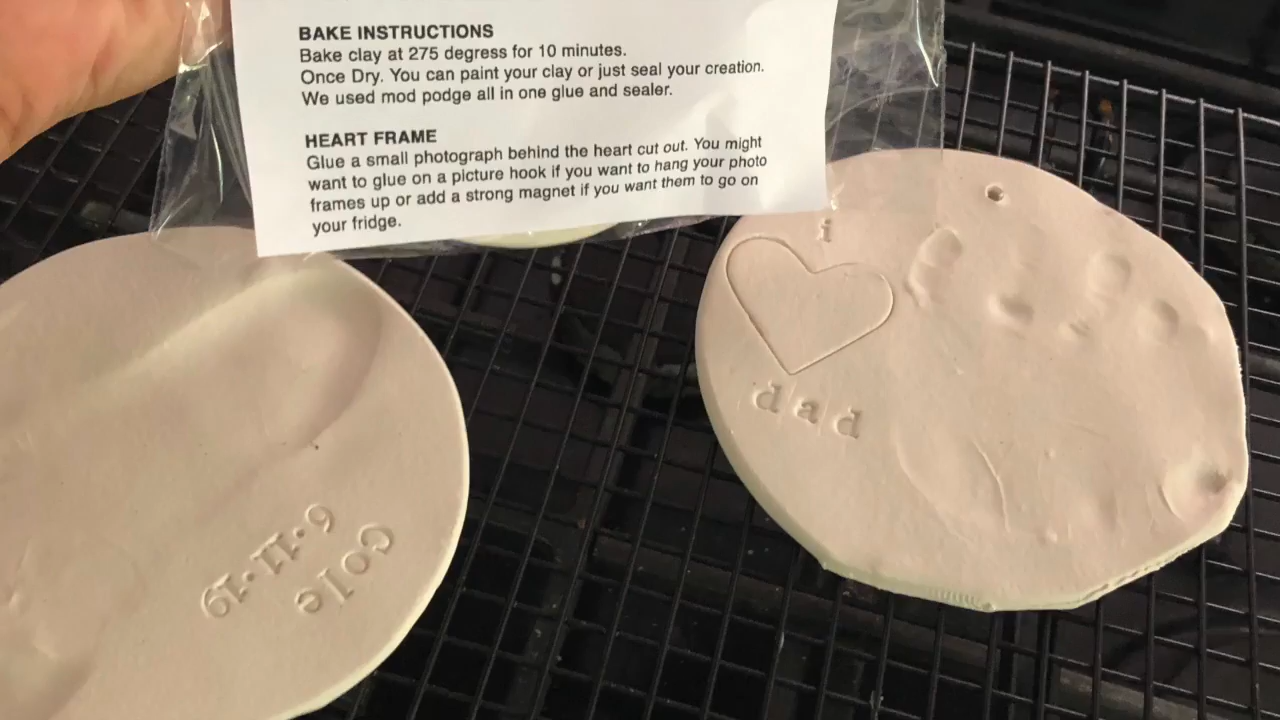 BAKE INSTRUCTIONS
Bake clay at 275 degress for 10 minutes.
Once Dry. You can paint your clay or just seal your creation.
We used mod podge all in one glue and sealer.
HEART FRAME
Glue a small photograph behind the heart cut out. You might
want to glue on a picture hook if you want to hang your photo
frames up or add a strong magnet if you want them to go on
your fridge.
i
dad
Cole
6·11·19